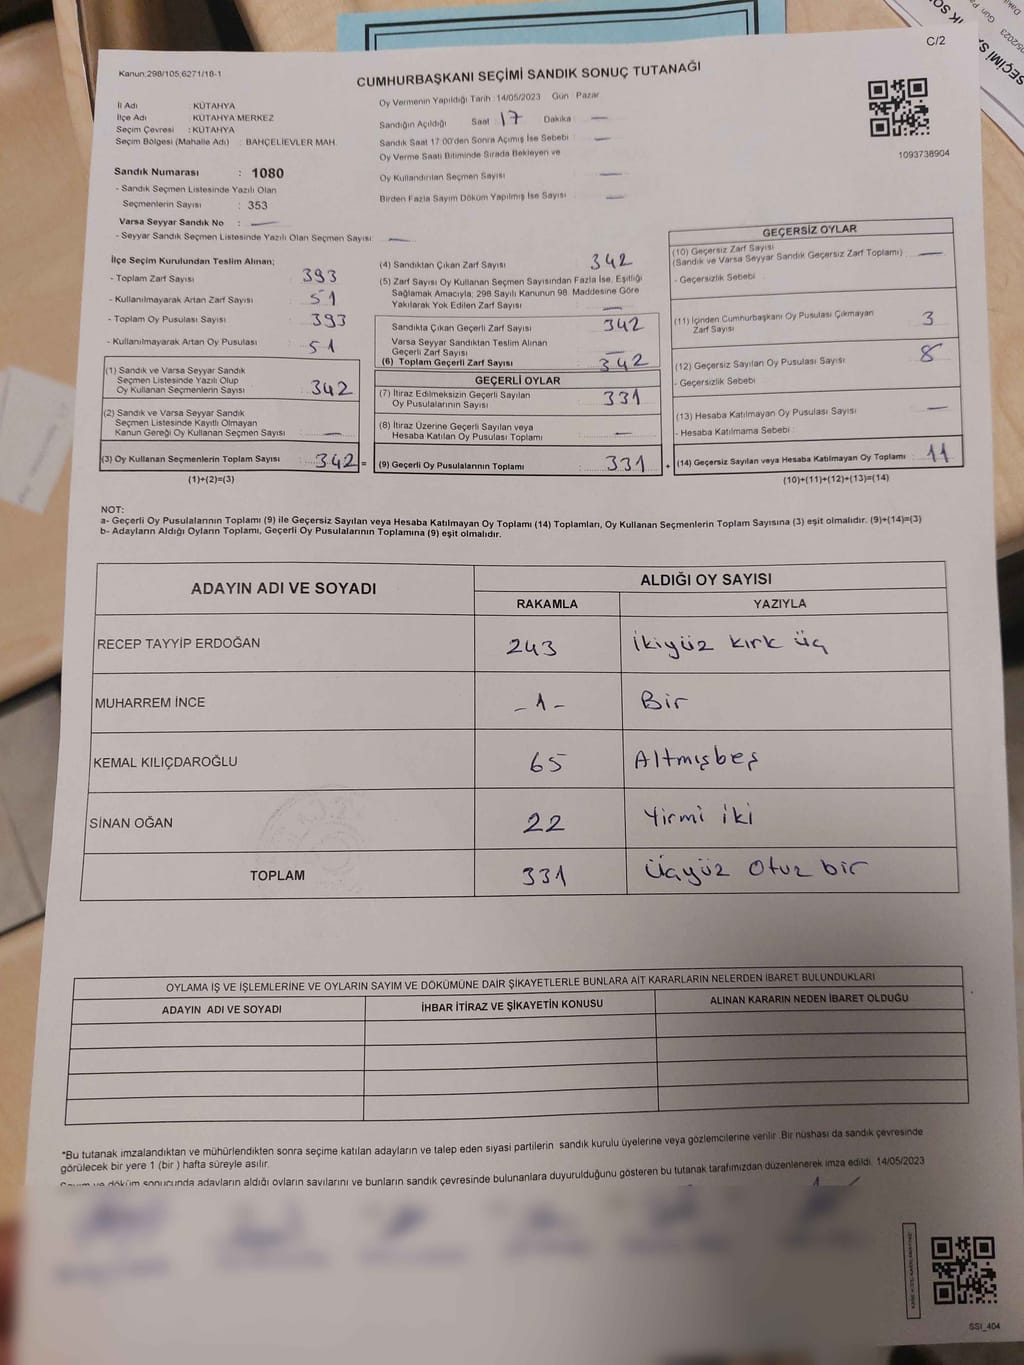 C/2
Kanun;298/105;6271/18-1
CUMHURBAŞKANI SEÇİMİ SANDIK SONUÇ TUTANAĞI
İl Adı : KÜTAHYA
İlçe Adı : KÜTAHYA MERKEZ
Seçim Çevresi : KÜTAHYA
Seçim Bölgesi (Mahalle Adı) : BAHÇELİEVLER MAH.
Oy Vermenin Yapıldığı Tarih :14/05/2023 Gün : Pazar
Sandığın Açıldığı Saat 17 Dakika —
Sandık Saat 17.00'den Sonra Açımış İse Sebebi : —
Oy Verme Saati Bitiminde Sırada Bekleyen ve
Oy Kullandırılan Seçmen Sayısı : —
Birden Fazla Sayım Döküm Yapılmış İse Sayısı : —
1093738904
Sandık Numarası : 1080
- Sandık Seçmen Listesinde Yazılı Olan
Seçmenlerin Sayısı : 353
Varsa Seyyar Sandık No : —
- Seyyar Sandık Seçmen Listesinde Yazılı Olan Seçmen Sayısı: —
İlçe Seçim Kurulundan Teslim Alınan;
- Toplam Zarf Sayısı : 393
- Kullanılmayarak Artan Zarf Sayısı : 51
- Toplam Oy Pusulası Sayısı : 393
- Kullanılmayarak Artan Oy Pusulası : 51
(1) Sandık ve Varsa Seyyar Sandık
Seçmen Listesinde Yazılı Olup
Oy Kullanan Seçmenlerin Sayısı : 342
(2) Sandık ve Varsa Seyyar Sandık
Seçmen Listesinde Kayıtlı Olmayan
Kanun Gereği Oy Kullanan Seçmen Sayısı : —
(3) Oy Kullanan Seçmenlerin Toplam Sayısı : 342 =
(1)+(2)=(3)
(4) Sandıktan Çıkan Zarf Sayısı : 342
(5) Zarf Sayısı Oy Kullanan Seçmen Sayısından Fazla İse, Eşitliği
Sağlamak Amacıyla; 298 Sayılı Kanunun 98. Maddesine Göre
Yakılarak Yok Edilen Zarf Sayısı : —
Sandıkta Çıkan Geçerli Zarf Sayısı : 342
Varsa Seyyar Sandıktan Teslim Alınan
Geçerli Zarf Sayısı : —
(6) Toplam Geçerli Zarf Sayısı : 342
GEÇERLİ OYLAR
(7) İtiraz Edilmeksizin Geçerli Sayılan
Oy Pusulalarının Sayısı : 331
(8) İtiraz Üzerine Geçerli Sayılan veya
Hesaba Katılan Oy Pusulası Toplamı : —
(9) Geçerli Oy Pusulalarının Toplamı : 331 +
GEÇERSİZ OYLAR
(10) Geçersiz Zarf Sayısı
(Sandık ve Varsa Seyyar Sandık Geçersiz Zarf Toplamı) : —
- Geçersizlik Sebebi :
(11) İçinden Cumhurbaşkanı Oy Pusulası Çıkmayan
Zarf Sayısı : 3
(12) Geçersiz Sayılan Oy Pusulası Sayısı : 8
- Geçersizlik Sebebi :
(13) Hesaba Katılmayan Oy Pusulası Sayısı : —
- Hesaba Katılmama Sebebi :
(14) Geçersiz Sayılan veya Hesaba Katılmayan Oy Toplamı : 11
(10)+(11)+(12)+(13)=(14)
NOT:
a- Geçerli Oy Pusulalarının Toplamı (9) ile Geçersiz Sayılan veya Hesaba Katılmayan Oy Toplamı (14) Toplamları, Oy Kullanan Seçmenlerin Toplam Sayısına (3) eşit olmalıdır. (9)+(14)=(3)
b- Adayların Aldığı Oyların Toplamı, Geçerli Oy Pusulalarının Toplamına (9) eşit olmalıdır.
ADAYIN ADI VE SOYADI ALDIĞI OY SAYISI
RAKAMLA YAZIYLA
RECEP TAYYİP ERDOĞAN 243 İkiyüz kırk üç
MUHARREM İNCE -1- Bir
KEMAL KILIÇDAROĞLU 65 Altmışbeş
SİNAN OĞAN 22 Yirmi iki
TOPLAM 331 Üçyüz Otuz bir
OYLAMA İŞ VE İŞLEMLERİNE VE OYLARIN SAYIM VE DÖKÜMÜNE DAİR ŞİKAYETLERLE BUNLARA AİT KARARLARIN NELERDEN İBARET BULUNDUKLARI
ADAYIN ADI VE SOYADI İHBAR İTİRAZ VE ŞİKAYETİN KONUSU ALINAN KARARIN NEDEN İBARET OLDUĞU
*Bu tutanak imzalandıktan ve mühürlendikten sonra seçime katılan adayların ve talep eden siyasi partilerin sandık kurulu üyelerine veya gözlemcilerine verilir. Bir nüshası da sandık çevresinde
görülecek bir yere 1 (bir ) hafta süreyle asılır.
Sayım ve döküm sonucunda adayların aldığı oyların sayılarını ve bunların sandık çevresinde bulunanlara duyurulduğunu gösteren bu tutanak tarafımızdan düzenlenerek imza edildi. 14/05/2023
SSI_404